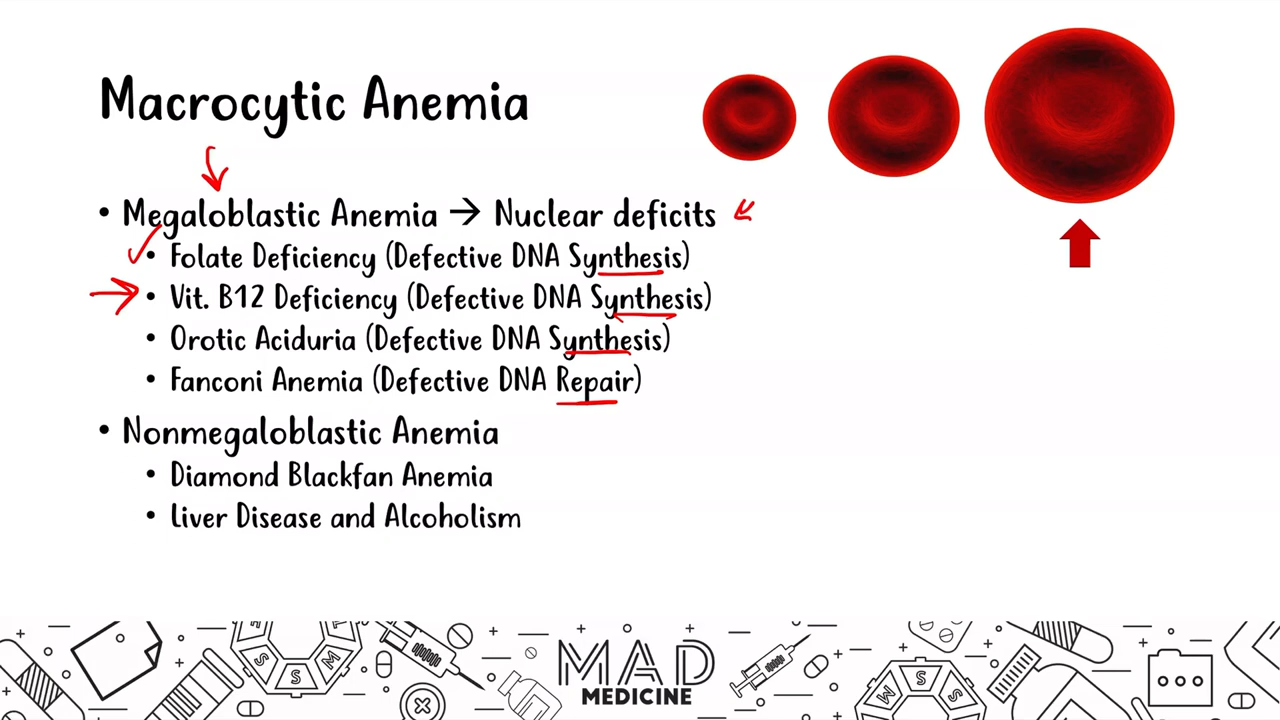 Macrocytic Anemia
• Megaloblastic Anemia → Nuclear deficits
• Folate Deficiency (Defective DNA Synthesis)
• Vit. B12 Deficiency (Defective DNA Synthesis)
• Orotic Aciduria (Defective DNA Synthesis)
• Fanconi Anemia (Defective DNA Repair)
• Nonmegaloblastic Anemia
• Diamond Blackfan Anemia
• Liver Disease and Alcoholism
S S M
MAD
MEDICINE
M S S